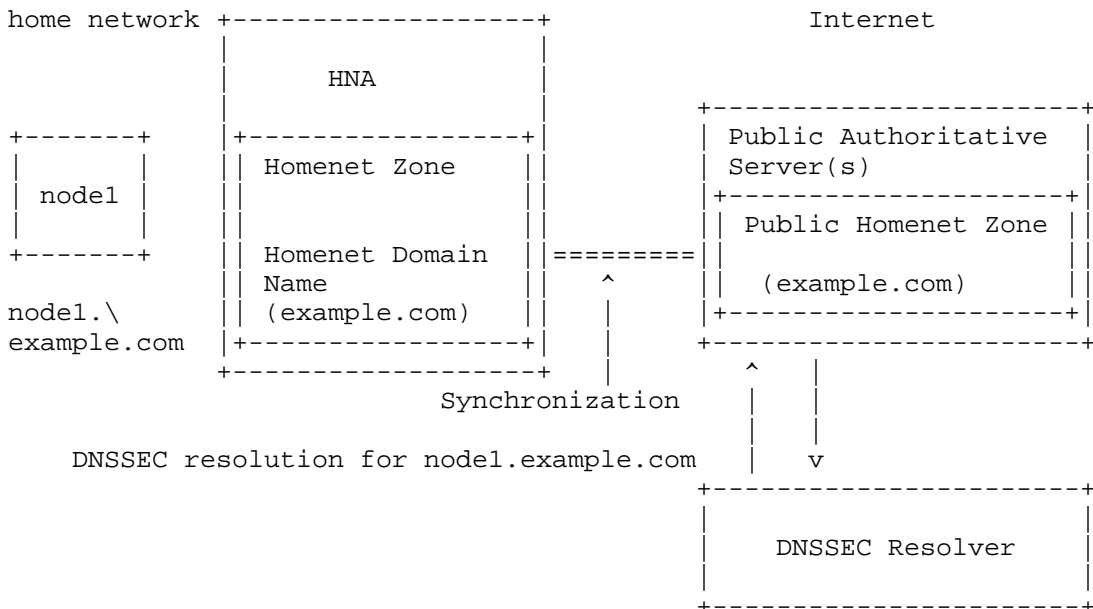 home network Internet
HNA
Public Authoritative
Homenet Zone Server(s)
node1
Public Homenet Zone
Homenet Domain
Name (example.com)
node1.\ (example.com)
example.com
Synchronization
DNSSEC resolution for node1.example.com
DNSSEC Resolver